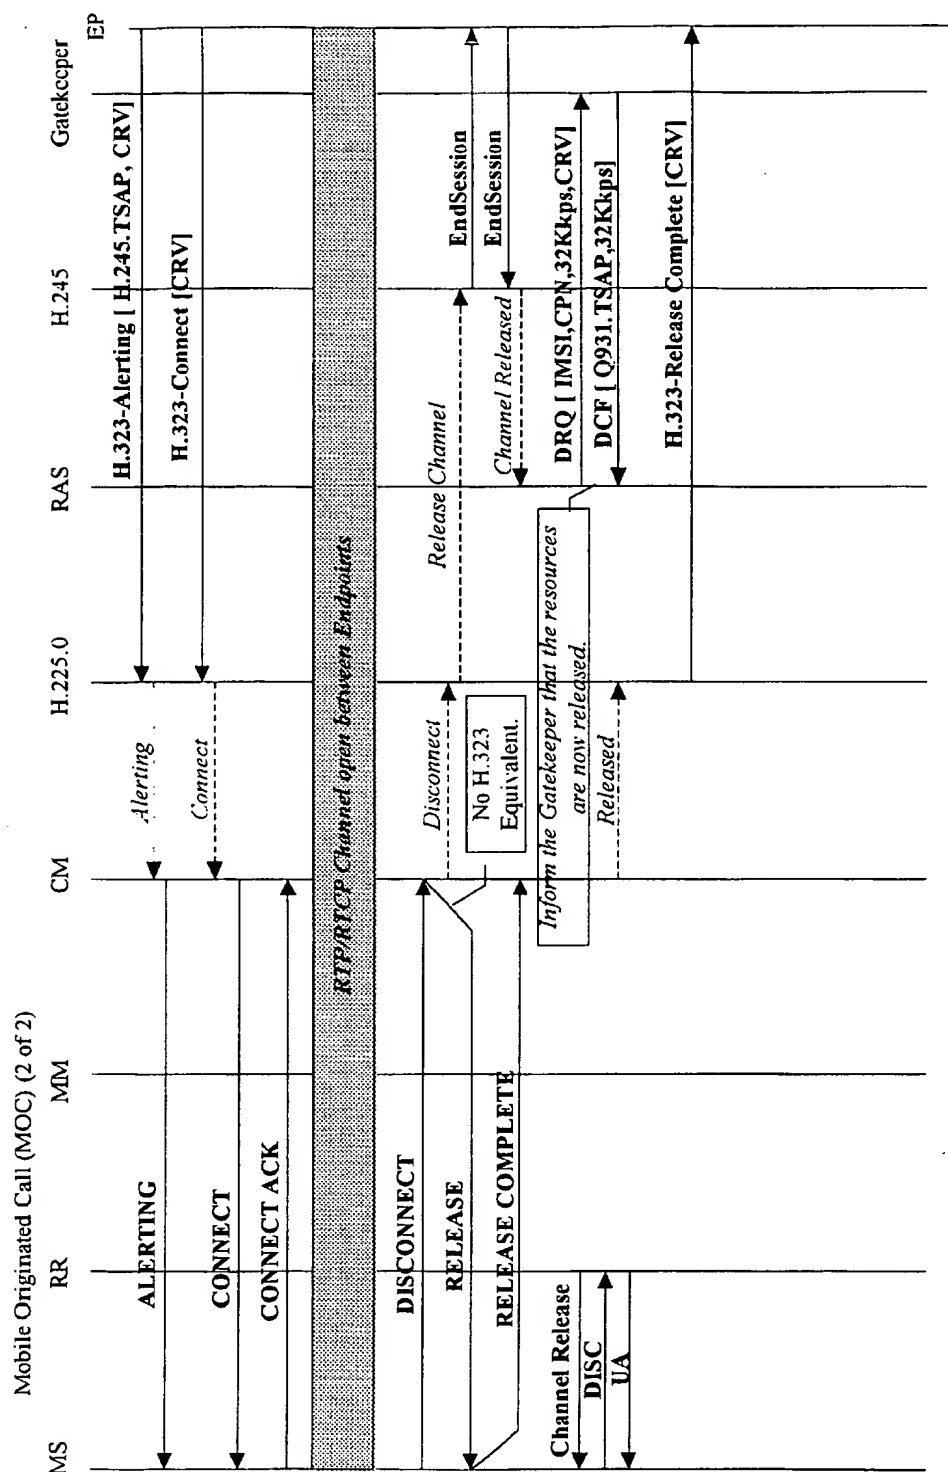 Mobile Originated Call (MOC) (2 of 2)
MS
RR
MM
CM
H.225.0
RAS
H.245
Gatekeeper
EP
H.323-Alerting [ H.245.TSAP, CRV]
Alerting
ALERTING
H.323-Connect [CRV]
Connect
CONNECT
CONNECT ACK
RTP/RTCP Channel open between Endpoints
DISCONNECT
Disconnect
Release Channel
EndSession
RELEASE
No H.323
Equivalent.
EndSession
Channel Released
RELEASE COMPLETE
DRQ [ IMSI,CPN,32Kkps,CRV]
Inform the Gatekeeper that the resources
are now released.
DCF [ Q931.TSAP,32Kkps]
Channel Release
DISC
UA
Released
H.323-Release Complete [CRV]